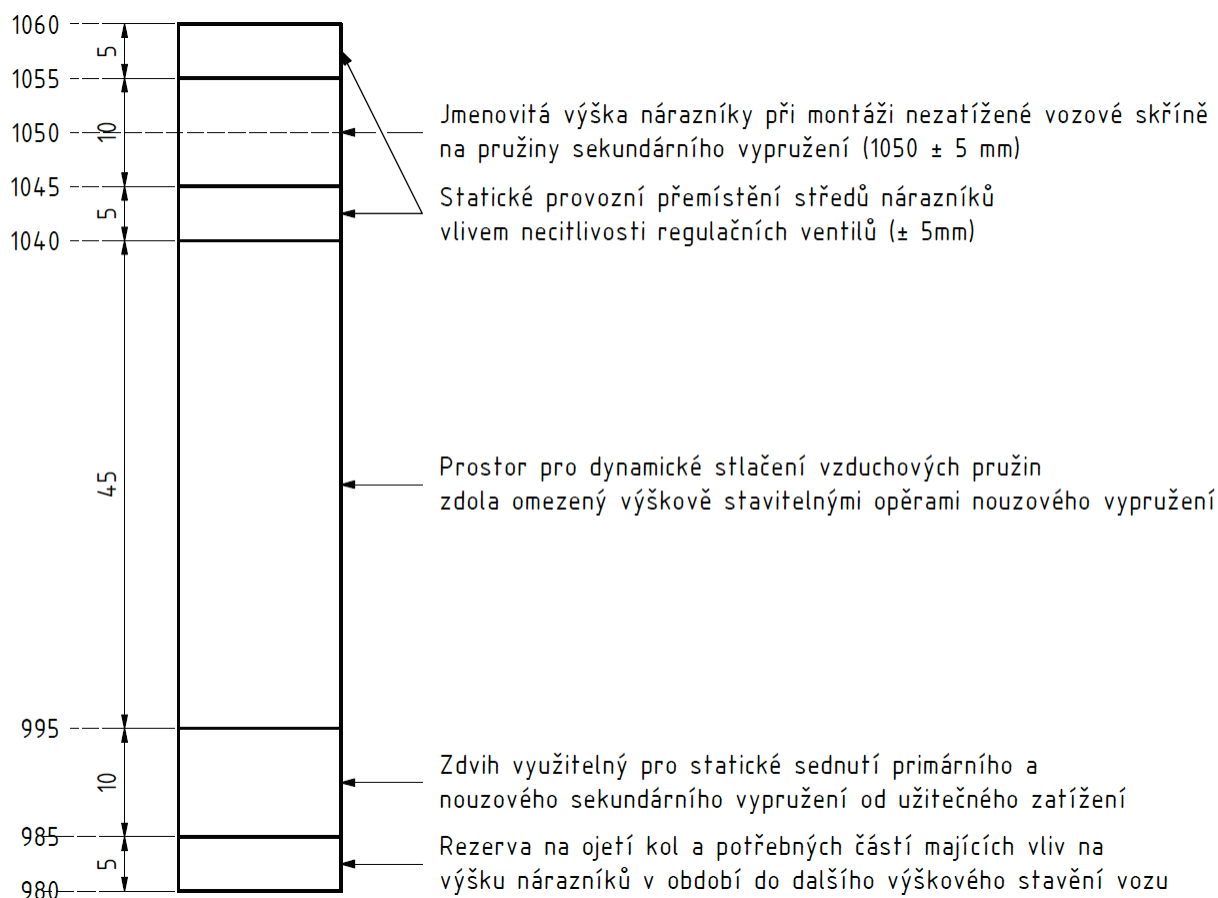 1060
5
1055
10
1050
1045
5
1040
45
995
10
985
5
980
Jmenovitá výška nárazníky při montáži nezatížené vozové skříně
na pružiny sekundárního vypružení (1050 ± 5 mm)
Statické provozní přemístění středů nárazníků
vlivem necitlivosti regulačních ventilů (± 5mm)
Prostor pro dynamické stlačení vzduchových pružin
zdola omezený výškově stavitelnými opěrami nouzového vypružení
Zdvih využitelný pro statické sednutí primárního a
nouzového sekundárního vypružení od užitečného zatížení
Rezerva na ojetí kol a potřebných částí majících vliv na
výšku nárazníků v období do dalšího výškového stavění vozu